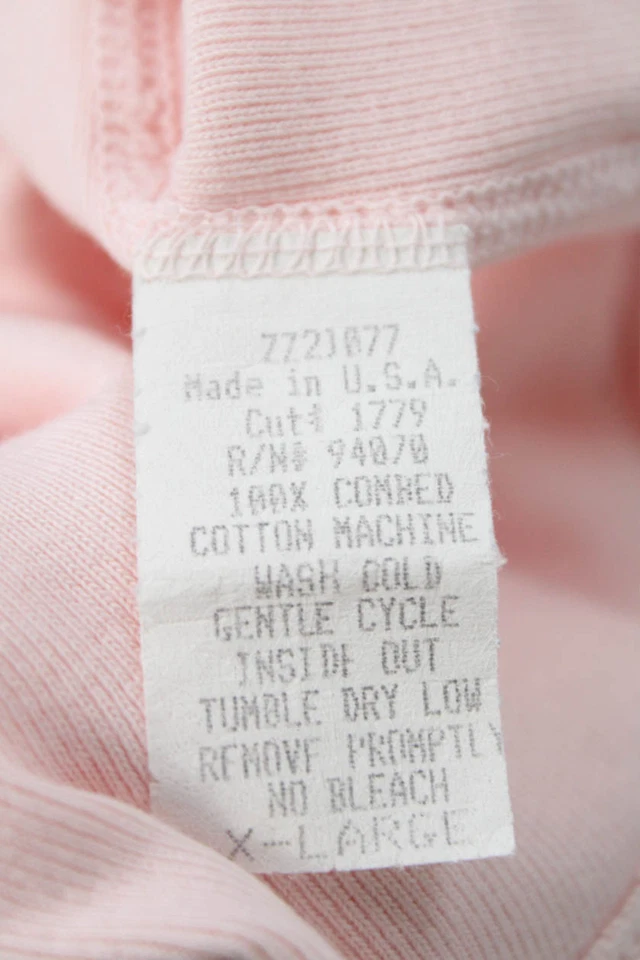 7721077
Made in U.S.A.
Cut# 1779
R/N# 94070
100% COMBED
COTTON MACHINE
WASH COLD
GENTLE CYCLE
INSIDE OUT
TUMBLE DRY LOW
REMOVE PROMPTLY
NO BLEACH
X-LARGE